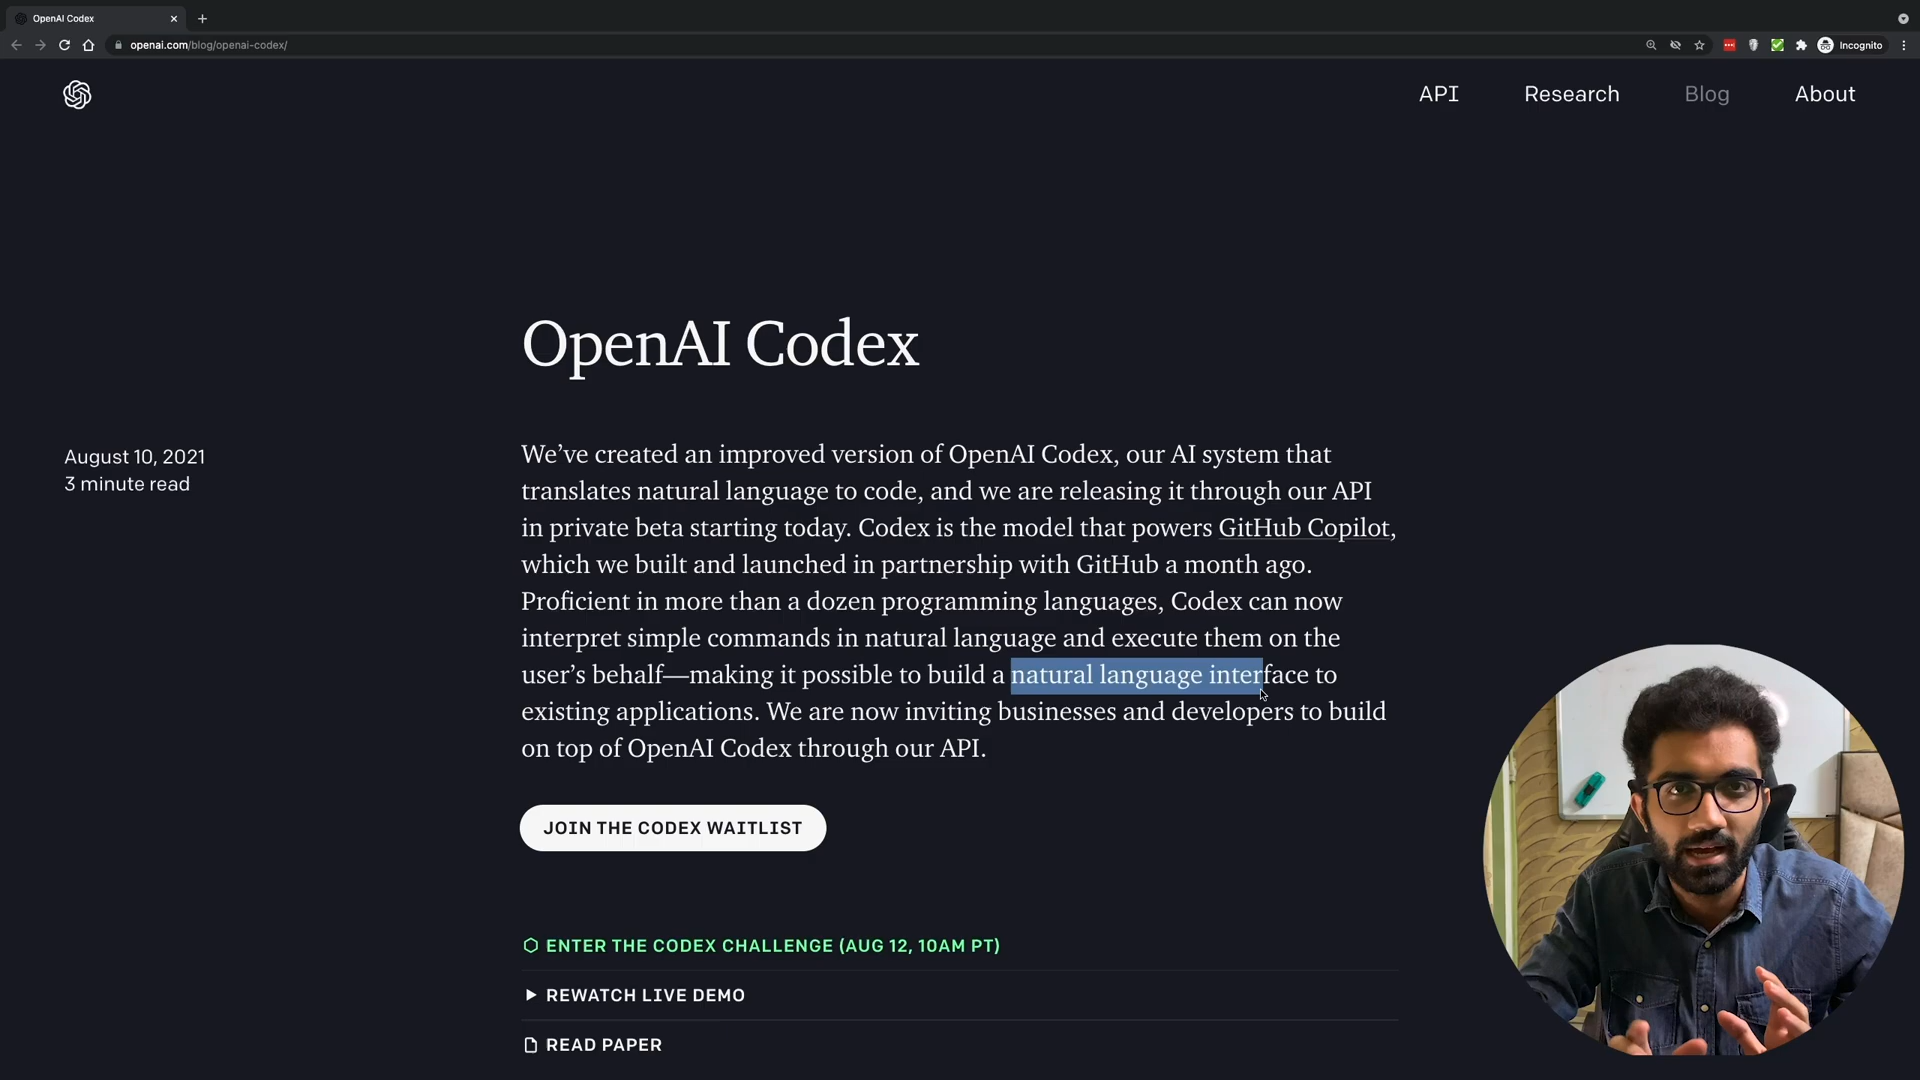 OpenAI Codex
openai.com/blog/openai-codex/
Incognito
API
Research
Blog
About
OpenAI Codex
August 10, 2021
3 minute read
We’ve created an improved version of OpenAI Codex, our AI system that
translates natural language to code, and we are releasing it through our API
in private beta starting today. Codex is the model that powers GitHub Copilot,
which we built and launched in partnership with GitHub a month ago.
Proficient in more than a dozen programming languages, Codex can now
interpret simple commands in natural language and execute them on the
user’s behalf—making it possible to build a natural language interface to
existing applications. We are now inviting businesses and developers to build
on top of OpenAI Codex through our API.
JOIN THE CODEX WAITLIST
ENTER THE CODEX CHALLENGE (AUG 12, 10AM PT)
REWATCH LIVE DEMO
READ PAPER